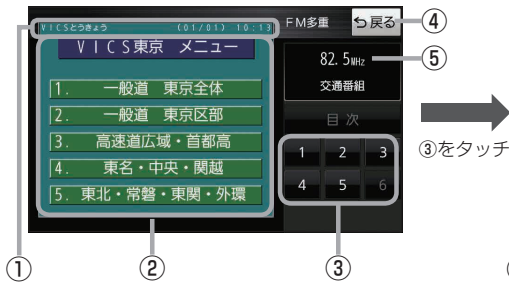 VICSとうきょう (01/01) 10:13
FM多重
戻る
④
VICS東京 メニュー
82.5MHz
⑤
交通番組
1. 一般道 東京全体
2. 一般道 東京区部
3. 高速道広域・首都高
4. 東名・中央・関越
5. 東北・常磐・東関・外環
目次
1 2 3
4 5 6
③をタッチ
① ② ③